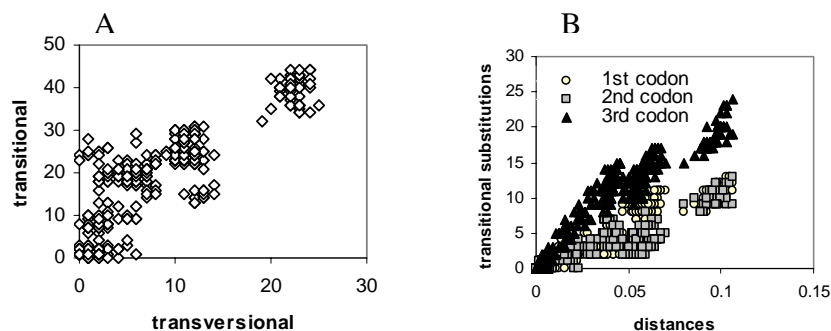 A
50
40
30
20
10
0
transitional
0 10 20 30
transversional
B
30
25
20
15
10
5
0
transitional substitutions
1st codon
2nd codon
3rd codon
0 0.05 0.1 0.15
distances